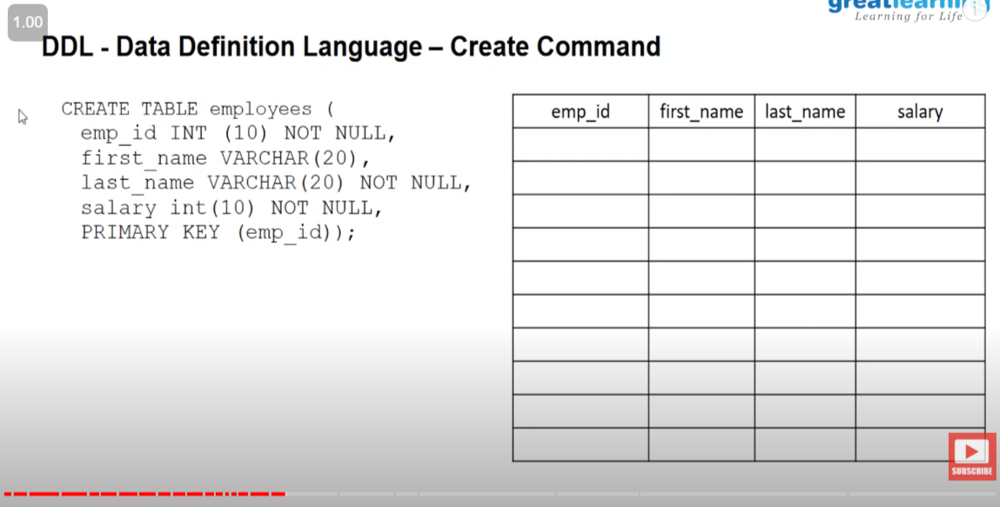 1.00
greatlearning
Learning for Life
DDL - Data Definition Language – Create Command
CREATE TABLE employees (
emp_id INT (10) NOT NULL,
first_name VARCHAR(20),
last_name VARCHAR(20) NOT NULL,
salary int(10) NOT NULL,
PRIMARY KEY (emp_id));
emp_id first_name last_name salary
SUBSCRIBE